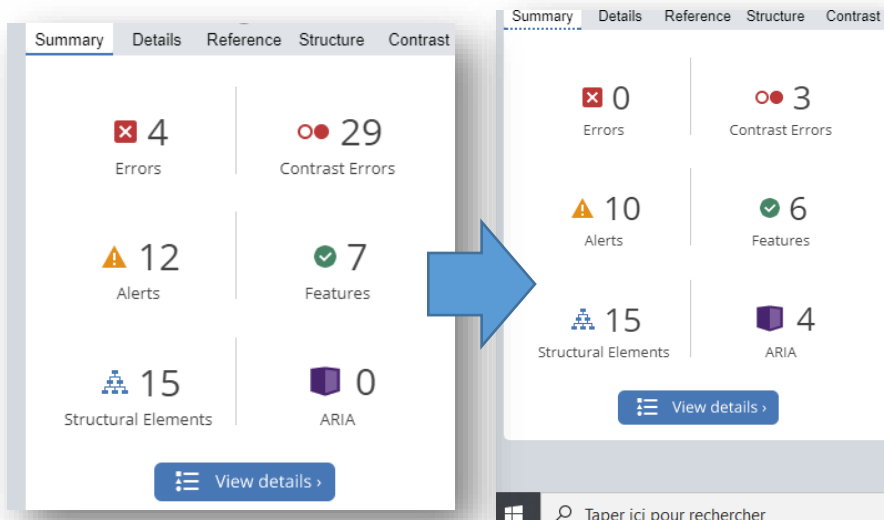 Summary Details Reference Structure Contrast
4
Errors
29
Contrast Errors
12
Alerts
7
Features
15
Structural Elements
0
ARIA
View details ›
Summary Details Reference Structure Contrast
0
Errors
3
Contrast Errors
10
Alerts
6
Features
15
Structural Elements
4
ARIA
View details ›
Taper ici pour rechercher